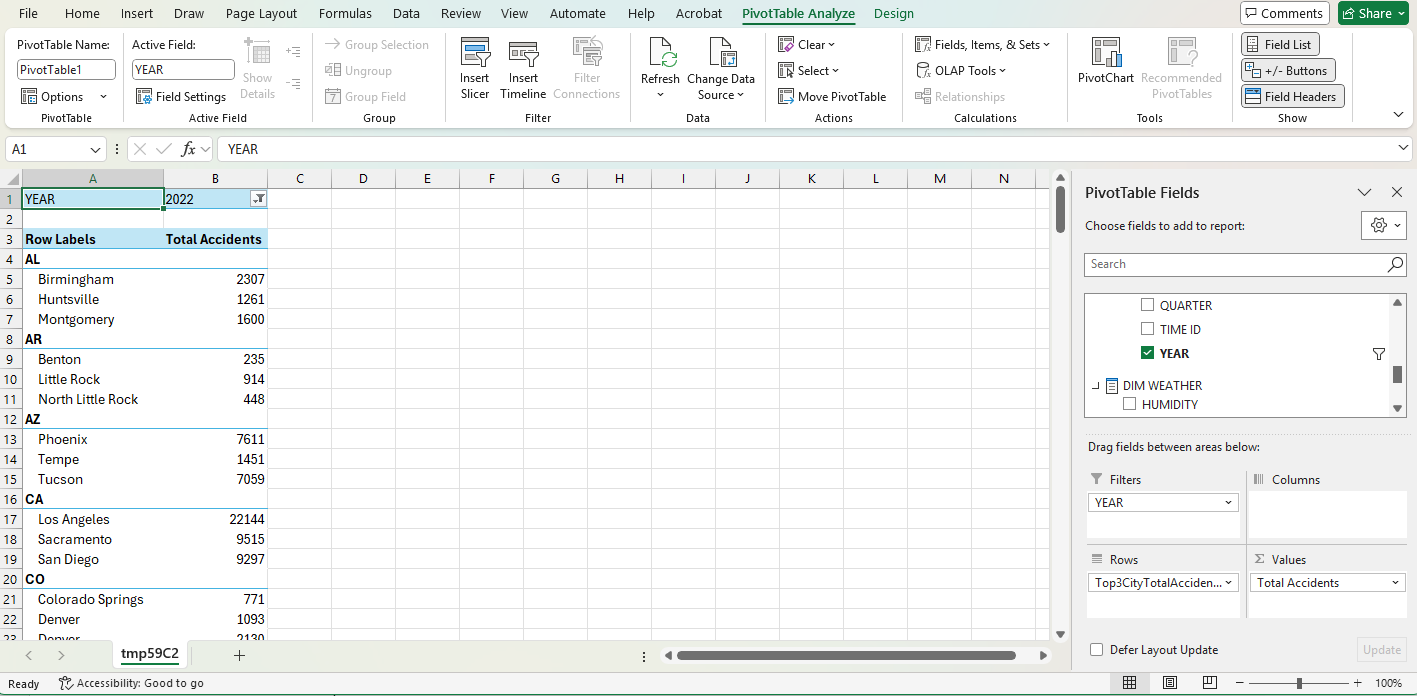 File Home Insert Draw Page Layout Formulas Data Review View Automate Help Acrobat PivotTable Analyze Design Comments Share
PivotTable Name:
PivotTable1
Options
PivotTable
Active Field:
YEAR
Field Settings
Show Details
Active Field
Group Selection
Ungroup
Group Field
Group
Insert Slicer
Insert Timeline
Filter Connections
Filter
Refresh
Change Data Source
Data
Clear
Select
Move PivotTable
Actions
Fields, Items, & Sets
OLAP Tools
Relationships
Calculations
PivotChart
Recommended PivotTables
Tools
Field List
+/- Buttons
Field Headers
Show
A1 fx YEAR
A B C D E F G H I J K L M N
1 YEAR 2022
2
3 Row Labels Total Accidents
4 AL
5 Birmingham 2307
6 Huntsville 1261
7 Montgomery 1600
8 AR
9 Benton 235
10 Little Rock 914
11 North Little Rock 448
12 AZ
13 Phoenix 7611
14 Tempe 1451
15 Tucson 7059
16 CA
17 Los Angeles 22144
18 Sacramento 9515
19 San Diego 9297
20 CO
21 Colorado Springs 771
22 Denver 1093
23 Denver 2130
PivotTable Fields
Choose fields to add to report:
Search
QUARTER
TIME ID
YEAR
DIM WEATHER
HUMIDITY
Drag fields between areas below:
Filters
YEAR
Columns
Rows
Top3CityTotalAcciden...
Σ Values
Total Accidents
Defer Layout Update Update
tmp59C2
Ready Accessibility: Good to go 100%